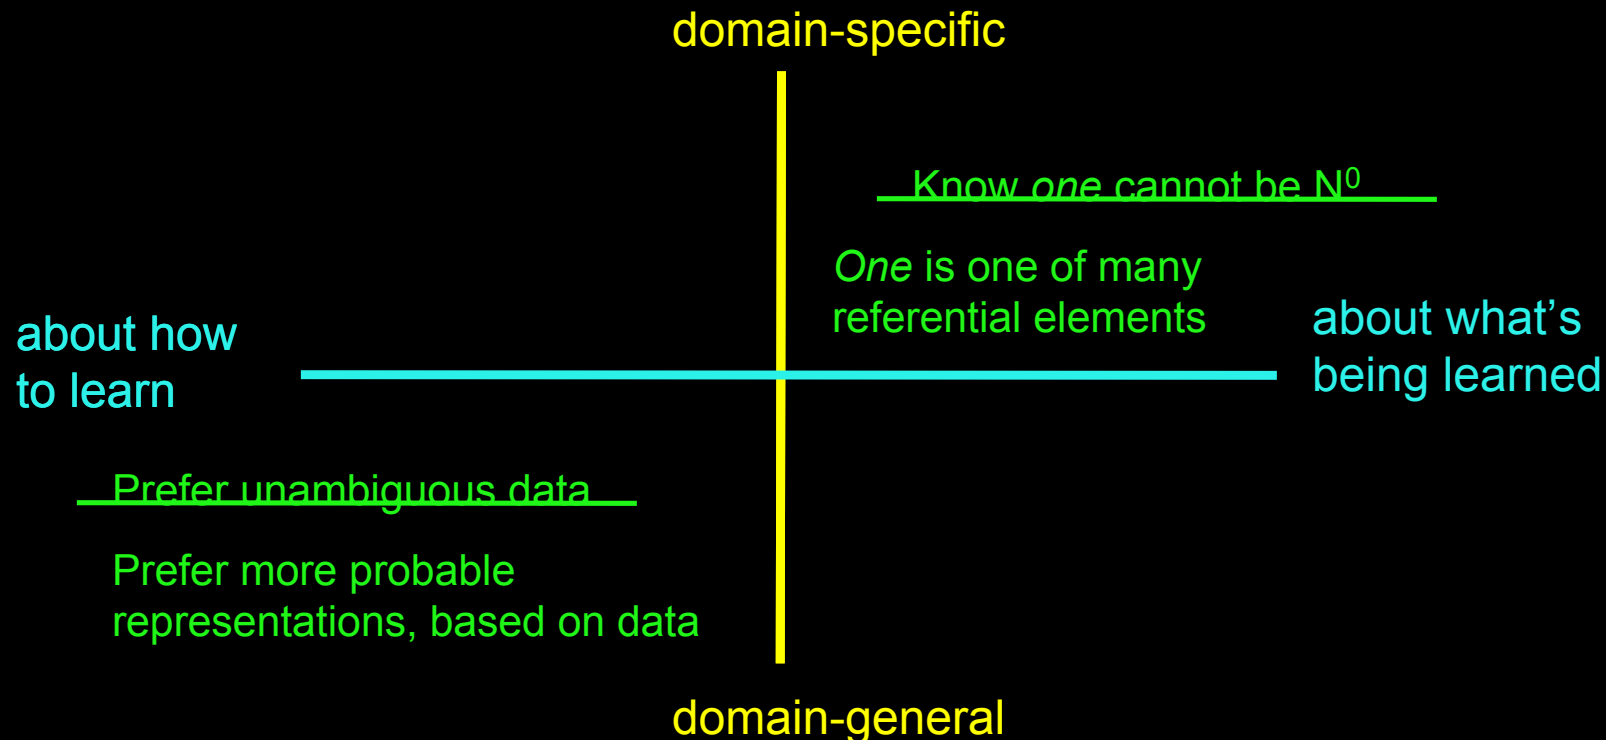 domain-specific
Know one cannot be N⁰
One is one of many
referential elements
about how
to learn
about what’s
being learned
Prefer unambiguous data
Prefer more probable
representations, based on data
domain-general